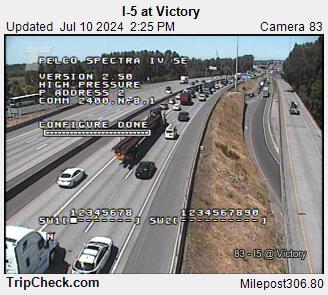 I-5 at Victory
Updated Jul 10 2024 2:25 PM Camera 83
PELCO SPECTRA IV SE
VERSION 2.50
HIGH PRESSURE
P ADDRESS 2
COMM 2400,N,8,1
CONFIGURE DONE
12345678 1234567890
SW1[ ] SW2[ ]
83 - I5 @ Victory
TripCheck.com Milepost306.80